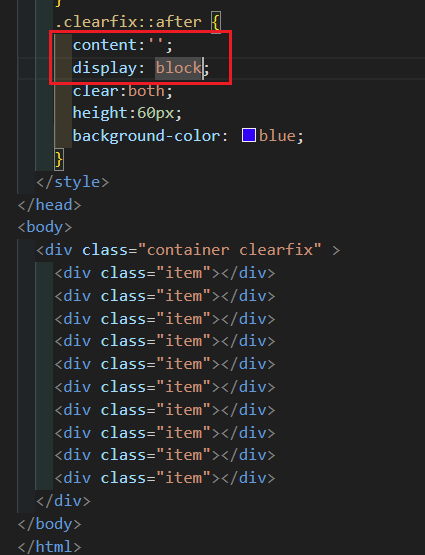 }
.clearfix::after {
content:'';
display: block;
clear:both;
height:60px;
background-color: blue;
}
</style>
</head>
<body>
<div class="container clearfix" >
<div class="item"></div>
<div class="item"></div>
<div class="item"></div>
<div class="item"></div>
<div class="item"></div>
<div class="item"></div>
<div class="item"></div>
<div class="item"></div>
<div class="item"></div>
<div class="item"></div>
</div>
</body>
</html>